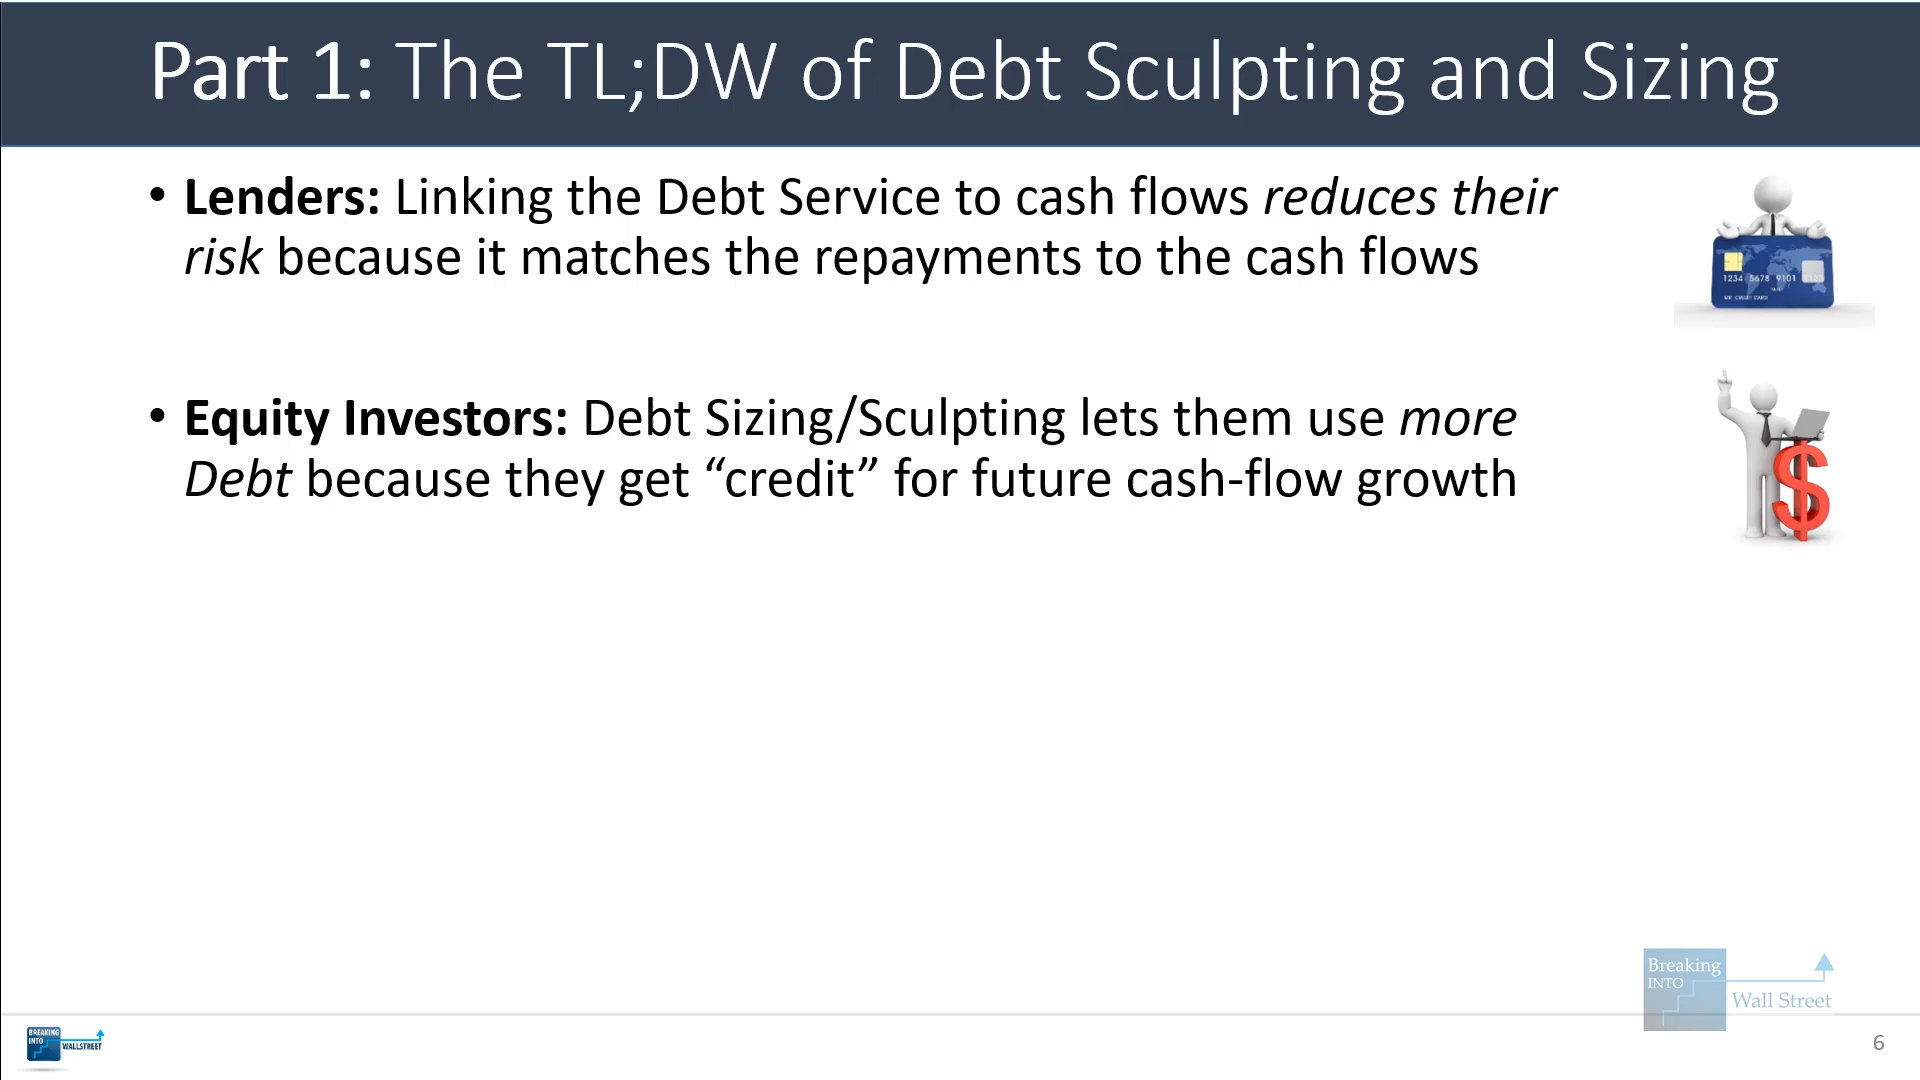 Part 1: The TL;DW of Debt Sculpting and Sizing
• Lenders: Linking the Debt Service to cash flows reduces their
risk because it matches the repayments to the cash flows
1234 5678 9101
• Equity Investors: Debt Sizing/Sculpting lets them use more
Debt because they get “credit” for future cash-flow growth
Breaking
INTO
Wall Street
BREAKING
INTO
WALLSTREET
6